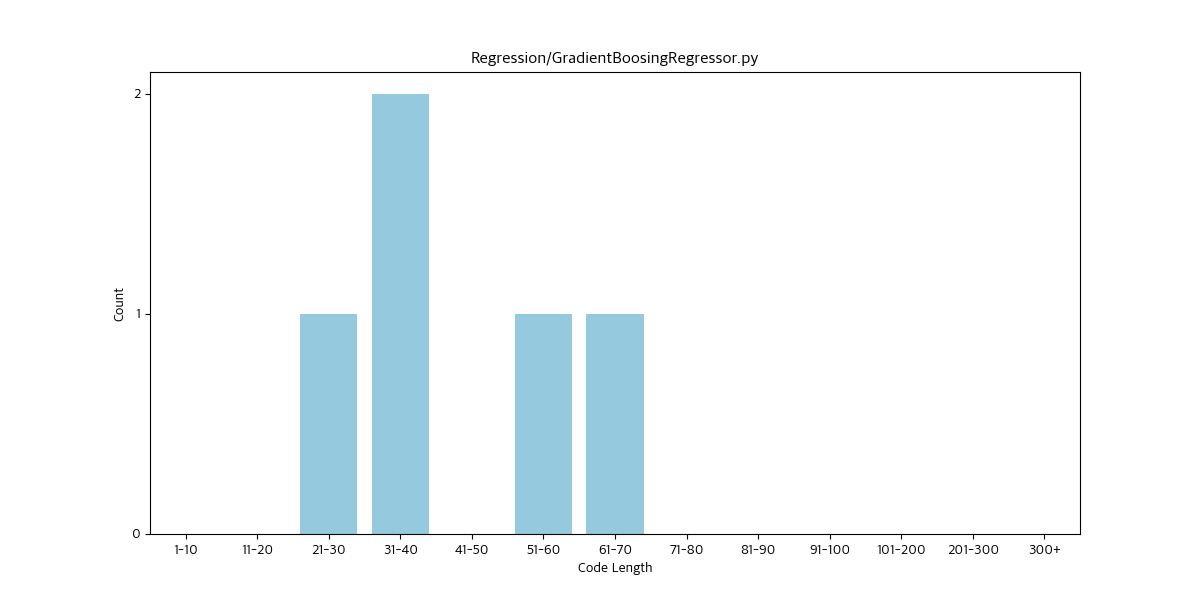 Regression/GradientBoosingRegressor.py
2
1
0
Count
1-10 11-20 21-30 31-40 41-50 51-60 61-70 71-80 81-90 91-100 101-200 201-300 300+
Code Length